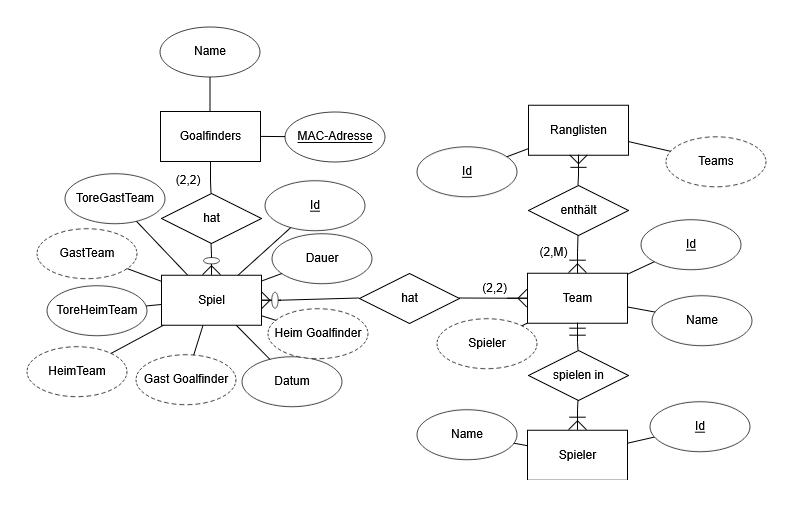 Name
Goalfinders
MAC-Adresse
Ranglisten
Id
Teams
(2,2)
ToreGastTeam
hat
Id
enthält
GastTeam
Dauer
(2,M)
Id
ToreHeimTeam
Spiel
hat
(2,2)
Team
Name
Heim Goalfinder
Spieler
HeimTeam
Gast Goalfinder
Datum
spielen in
Name
Id
Spieler